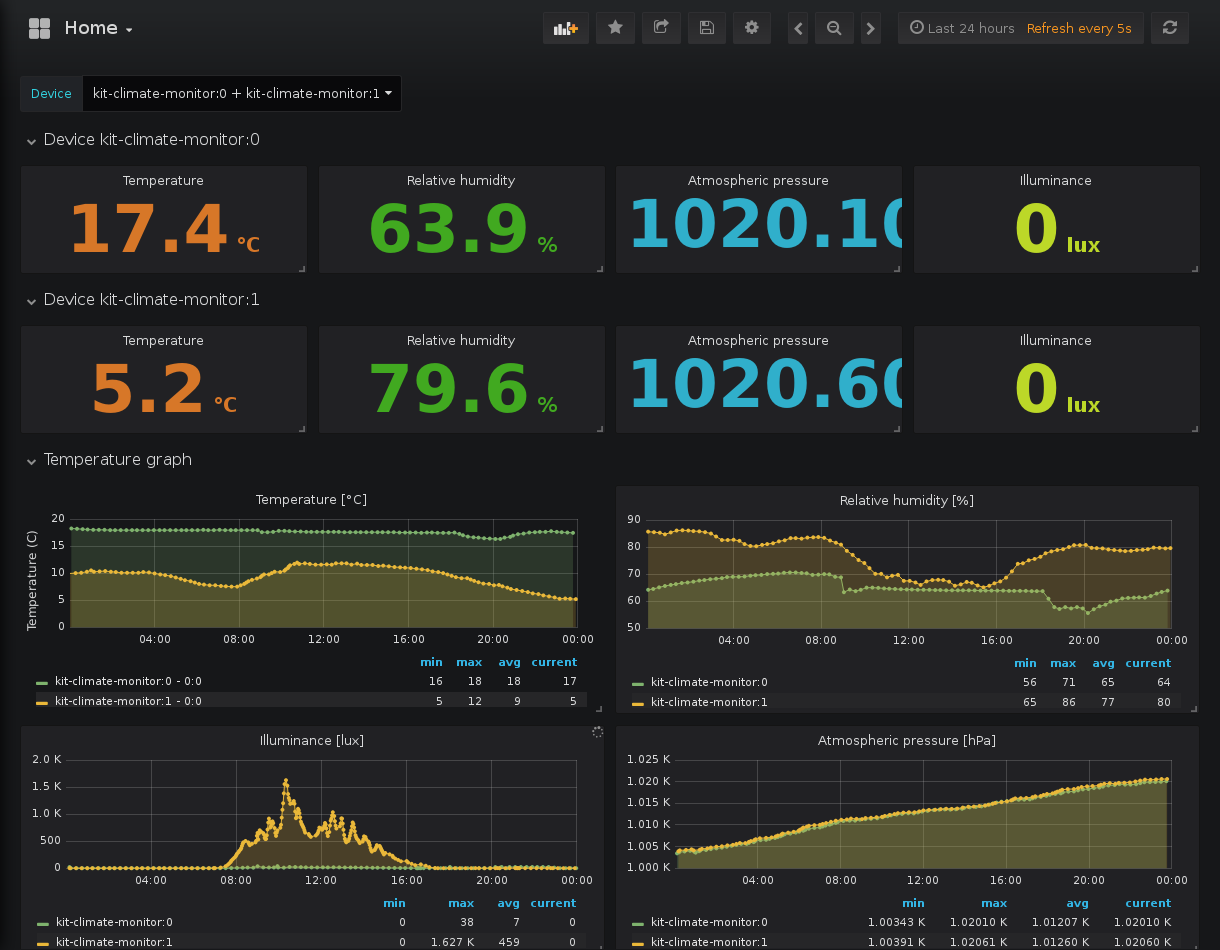 Home
Last 24 hours Refresh every 5s
Device kit-climate-monitor:0 + kit-climate-monitor:1
Device kit-climate-monitor:0
Temperature Relative humidity Atmospheric pressure Illuminance
17.4 °C 63.9 % 1020.10 0 lux
Device kit-climate-monitor:1
Temperature Relative humidity Atmospheric pressure Illuminance
5.2 °C 79.6 % 1020.60 0 lux
Temperature graph
Temperature [°C]
Temperature (C)
20
15
10
5
0
04:00 08:00 12:00 16:00 20:00 00:00
min max avg current
kit-climate-monitor:0 - 0:0 16 18 18 17
kit-climate-monitor:1 - 0:0 5 12 9 5
Relative humidity [%]
90
80
70
60
50
04:00 08:00 12:00 16:00 20:00 00:00
min max avg current
kit-climate-monitor:0 56 71 65 64
kit-climate-monitor:1 65 86 77 80
Illuminance [lux]
2.0 K
1.5 K
1.0 K
500
0
04:00 08:00 12:00 16:00 20:00 00:00
min max avg current
kit-climate-monitor:0 0 38 7 0
kit-climate-monitor:1 0 1.627 K 459 0
Atmospheric pressure [hPa]
1.025 K
1.020 K
1.015 K
1.010 K
1.005 K
1.000 K
04:00 08:00 12:00 16:00 20:00 00:00
min max avg current
kit-climate-monitor:0 1.00343 K 1.02010 K 1.01207 K 1.02010 K
kit-climate-monitor:1 1.00391 K 1.02061 K 1.01260 K 1.02060 K